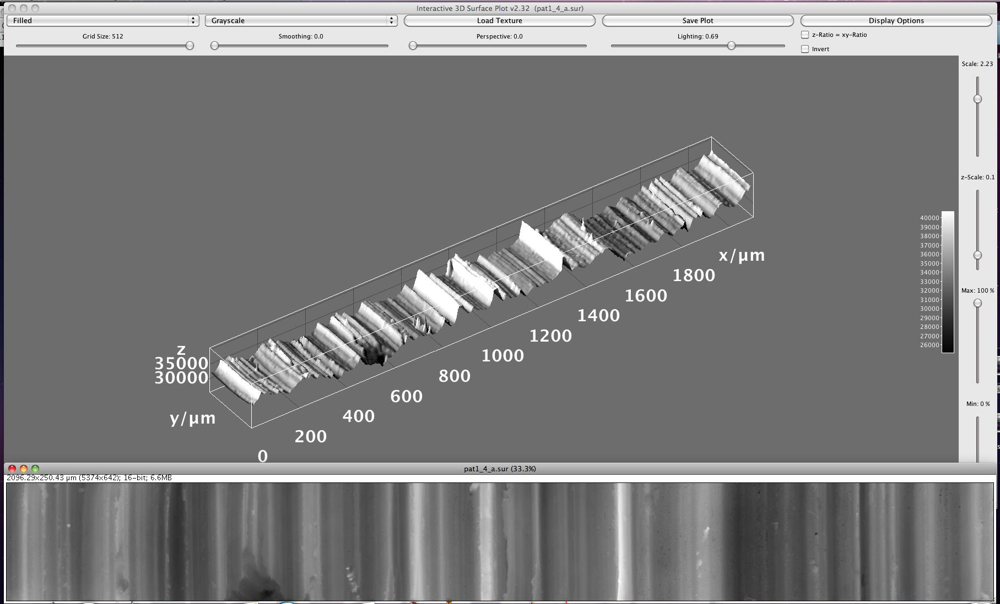 Interactive 3D Surface Plot v2.32 (pat1_4_a.sur)
Filled
Grayscale
Load Texture
Save Plot
Display Options
Grid Size: 512
Smoothing: 0.0
Perspective: 0.0
Lighting: 0.69
z-Ratio = xy-Ratio
Invert
Scale: 2.23
z-Scale: 0.1
Max: 100 %
Min: 0 %
40000
39000
38000
37000
36000
35000
34000
33000
32000
31000
30000
29000
28000
27000
26000
z
35000
30000
y/µm
0
200
400
600
800
1000
1200
1400
1600
1800
x/µm
pat1_4_a.sur (33.3%)
2096.29x250.43 µm (5374x642); 16-bit; 6.6MB